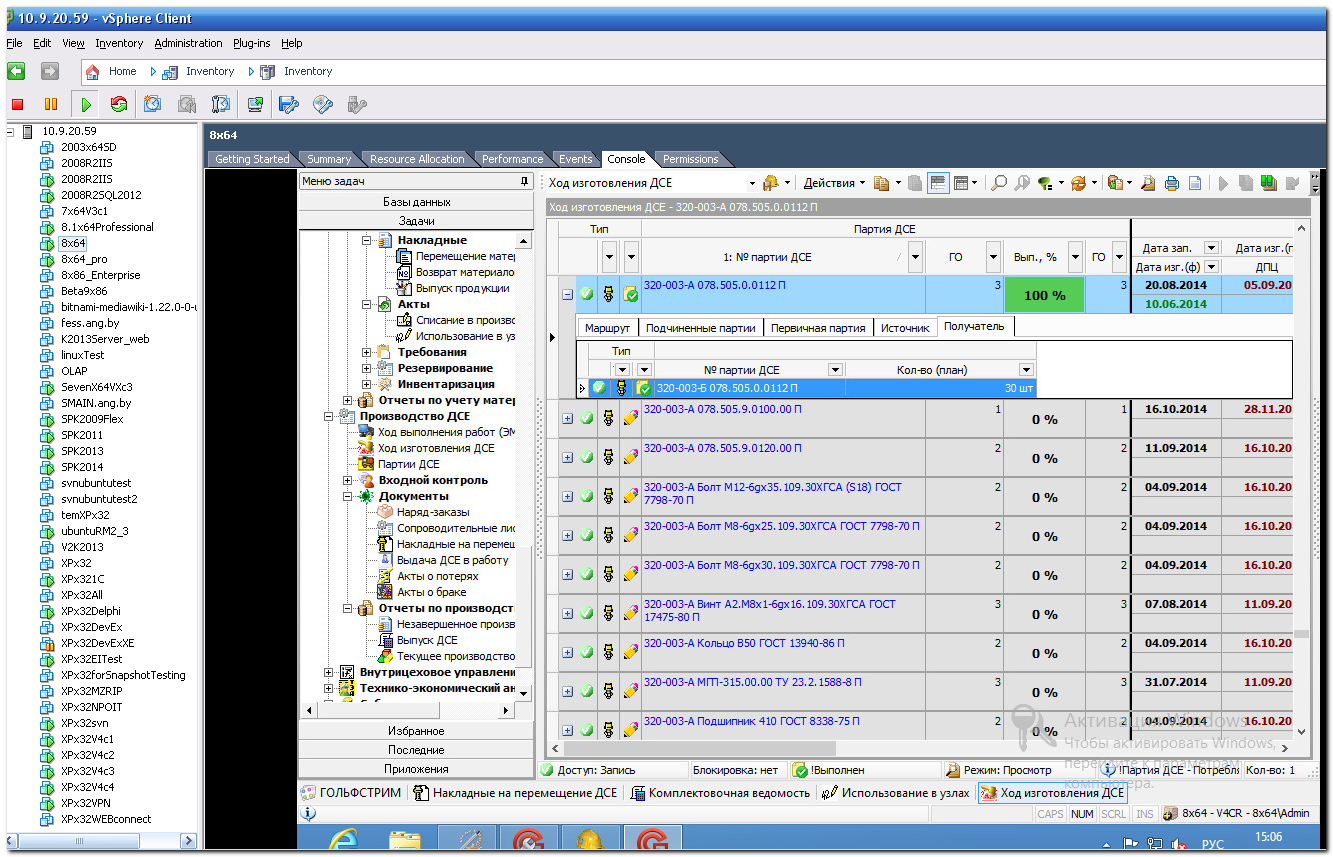 10.9.20.59 - vSphere Client
File Edit View Inventory Administration Plug-ins Help
Home Inventory Inventory
10.9.20.59
2003x64SD
2008R2IIS
2008R2IIS
2008R2SQL2012
7x64V3c1
8.1x64Professional
8x64
8x64_pro
8x86_Enterprise
Beta9x86
bitnami-mediawiki-1.22.0-0-u
fess.ang.by
K2013Server_web
linuxTest
OLAP
SevenX64VXc3
SMAIN.ang.by
SPK2009Flex
SPK2011
SPK2013
SPK2014
svnubuntutest
svnubuntutest2
temXPx32
ubuntuRM2_3
V2K2013
XPx32
XPx321C
XPx32All
XPx32Delphi
XPx32DevEx
XPx32DevExXE
XPx32EITest
XPx32forSnapshotTesting
XPx32MZRIP
XPx32NPOIT
XPx32svn
XPx32V4c1
XPx32V4c2
XPx32V4c3
XPx32V4c4
XPx32VPN
XPx32WEBconnect
8x64
Getting Started Summary Resource Allocation Performance Events Console Permissions
Меню задач
Базы данных
Задачи
Накладные
Перемещение матер
Возврат материало
Выпуск продукции
Акты
Списание в произво
Использование в уз
Требования
Резервирование
Инвентаризация
Отчеты по учету матер
Производство ДСЕ
Ход выполнения работ (ЭМ
Ход изготовления ДСЕ
Партии ДСЕ
Входной контроль
Документы
Наряд-заказы
Сопроводительные лис
Накладные на перемещ
Выдача ДСЕ в работу
Акты о потерях
Акты о браке
Отчеты по производст
Незавершенное произв
Выпуск ДСЕ
Текущее производство
Внутрицеховое управлени
Технико-экономический ан
Избранное
Последние
Приложения
Ход изготовления ДСЕ Действия
Ход изготовления ДСЕ - 320-003-А 078.505.0.0112 П
Тип Партия ДСЕ
1: № партии ДСЕ / ГО Вып., % ГО Дата зап. Дата изг.(п
Дата изг.(ф) ДПЦ
320-003-А 078.505.0.0112 П 3 100 % 3 20.08.2014 05.09.20
10.06.2014
Маршрут Подчиненные партии Первичная партия Источник Получатель
Тип
№ партии ДСЕ Кол-во (план)
320-003-Б 078.505.0.0112 П 30 шт
320-003-А 078.505.9.0100.00 П 1 0 % 1 16.10.2014 28.11.20
320-003-А 078.505.9.0120.00 П 2 0 % 2 11.09.2014 16.10.20
320-003-А Болт М12-6gx35.109.30ХГСА (S18) ГОСТ 7798-70 П 2 0 % 2 04.09.2014 16.10.20
320-003-А Болт М8-6gx25.109.30ХГСА ГОСТ 7798-70 П 2 0 % 2 04.09.2014 16.10.20
320-003-А Болт М8-6gx30.109.30ХГСА ГОСТ 7798-70 П 2 0 % 2 04.09.2014 16.10.20
320-003-А Винт А2.М8х1-6gx16.109.30ХГСА ГОСТ 17475-80 П 3 0 % 3 07.08.2014 11.09.20
320-003-А Кольцо В50 ГОСТ 13940-86 П 2 0 % 2 04.09.2014 16.10.20
320-003-А МГП-315.00.00 ТУ 23.2.1588-8 П 3 0 % 3 31.07.2014 11.09.20
320-003-А Подшипник 410 ГОСТ 8338-75 П 2 0 % 2 04.09.2014 16.10.20
Активация Windows
Чтобы активировать Windows,
перейдите к параметрам
компьютера.
Доступ: Запись Блокировка: нет !Выполнен Режим: Просмотр !Партия ДСЕ - Потребля Кол-во: 1
ГОЛЬФСТРИМ Накладные на перемещение ДСЕ Комплектовочная ведомость Использование в узлах Ход изготовления ДСЕ
CAPS NUM SCRL INS 8x64 - V4CR - 8x64\Admin
РУС 15:06